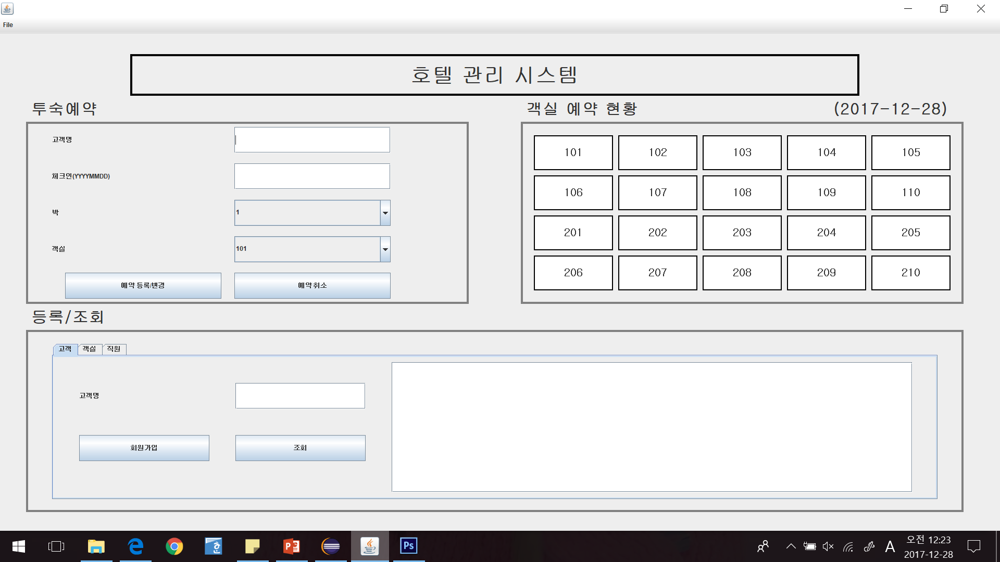 File
호텔 관리 시스템
투숙예약
고객명
체크인(YYYYMMDD)
박
1
객실
101
예약 등록/변경
예약 취소
객실 예약 현황
(2017-12-28)
101 102 103 104 105
106 107 108 109 110
201 202 203 204 205
206 207 208 209 210
등록/조회
고객 객실 직원
고객명
회원가입
조회
한
P
Ps
A
오전 12:23
2017-12-28